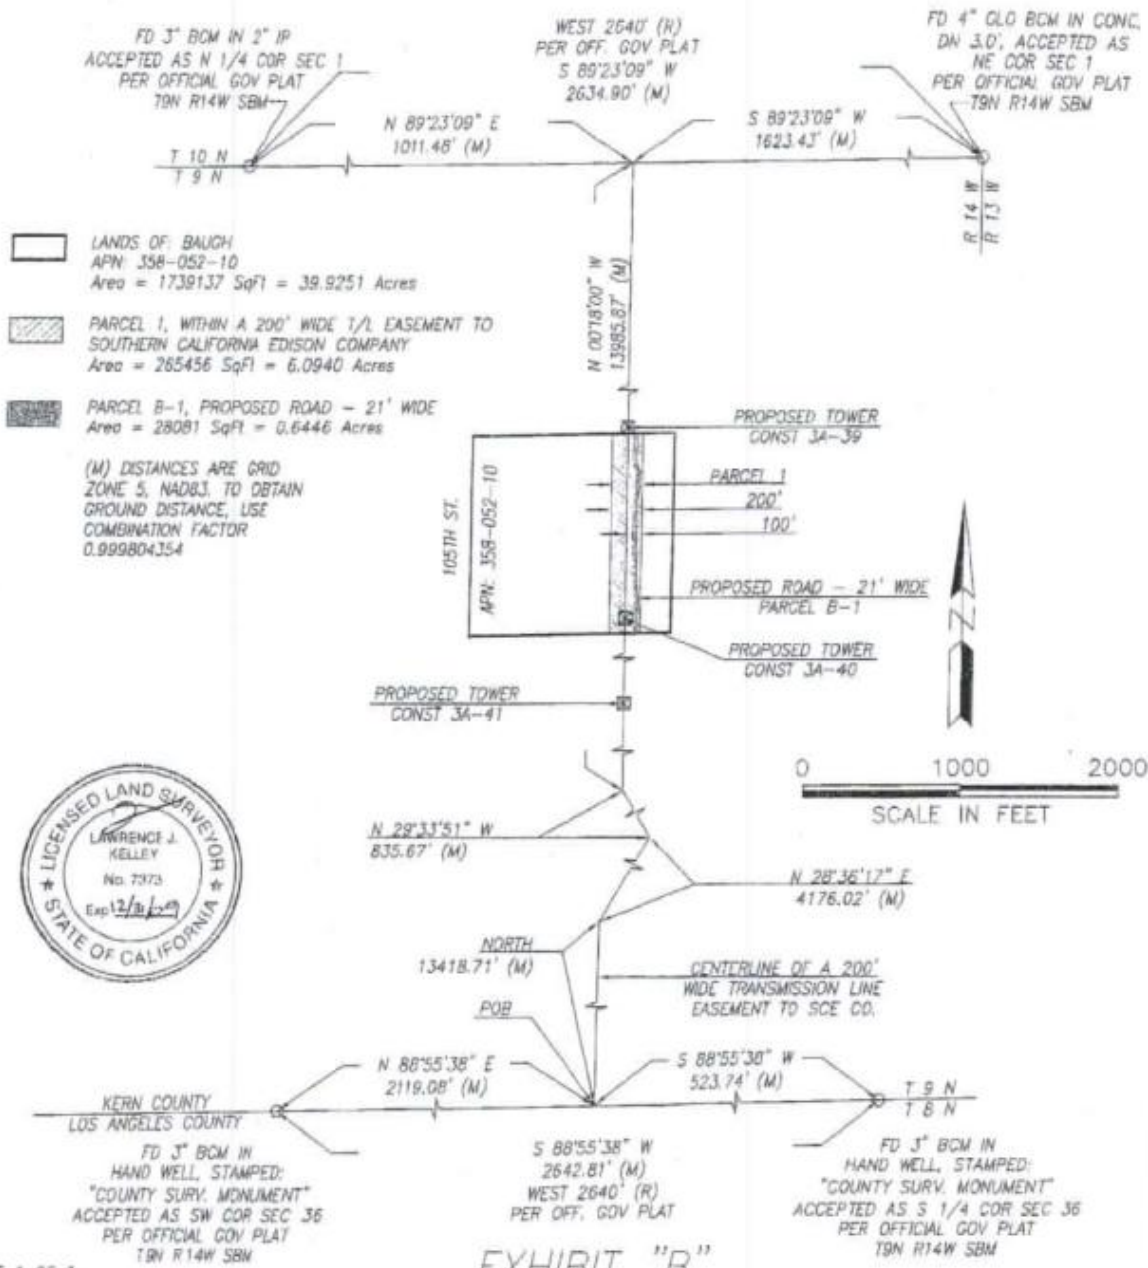 FD 3" BCM IN 2" IP
ACCEPTED AS N 1/4 COR SEC 1
PER OFFICIAL GOV PLAT
T9N R14W SBM
WEST 2640' (R)
PER OFF. GOV PLAT
S 89°23'09" W
2634.90' (M)
FD 4" GLO BCM IN CONC.
DN 3.0', ACCEPTED AS
NE COR SEC 1
PER OFFICIAL GOV PLAT
T9N R14W SBM
N 89°23'09" E
1011.48' (M)
S 89°23'09" W
1623.43' (M)
T 10 N
T 9 N
R 14 W
R 13 W
LANDS OF: BAUGH
APN: 358-052-10
Area = 1739137 SqFt = 39.9251 Acres
PARCEL 1, WITHIN A 200' WIDE T/L EASEMENT TO
SOUTHERN CALIFORNIA EDISON COMPANY
Area = 265456 SqFt = 6.0940 Acres
PARCEL B-1, PROPOSED ROAD - 21' WIDE
Area = 28081 SqFt = 0.6446 Acres
(M) DISTANCES ARE GRID
ZONE 5, NAD83. TO OBTAIN
GROUND DISTANCE, USE
COMBINATION FACTOR
0.999804354
N 00°18'00" W
13985.87' (M)
PROPOSED TOWER
CONST 3A-39
PARCEL 1
200'
100'
105TH ST.
APN: 358-052-10
PROPOSED ROAD - 21' WIDE
PARCEL B-1
PROPOSED TOWER
CONST 3A-40
PROPOSED TOWER
CONST 3A-41
0 1000 2000
SCALE IN FEET
LICENSED LAND SURVEYOR
LAWRENCE J.
KELLEY
No. 7373
Exp.
STATE OF CALIFORNIA
N 29°33'51" W
835.67' (M)
N 28°36'17" E
4176.02' (M)
NORTH
13418.71' (M)
CENTERLINE OF A 200'
WIDE TRANSMISSION LINE
EASEMENT TO SCE CO.
POB
N 88°55'38" E
2119.08' (M)
S 88°55'38" W
523.74' (M)
KERN COUNTY
LOS ANGELES COUNTY
T 9 N
T 8 N
FD 3" BCM IN
HAND WELL, STAMPED:
"COUNTY SURV. MONUMENT"
ACCEPTED AS SW COR SEC 36
PER OFFICIAL GOV PLAT
T9N R14W SBM
S 88°55'38" W
2642.81' (M)
WEST 2640' (R)
PER OFF. GOV PLAT
FD 3" BCM IN
HAND WELL, STAMPED:
"COUNTY SURV. MONUMENT"
ACCEPTED AS S 1/4 COR SEC 36
PER OFFICIAL GOV PLAT
T9N R14W SBM
EXHIBIT "B"